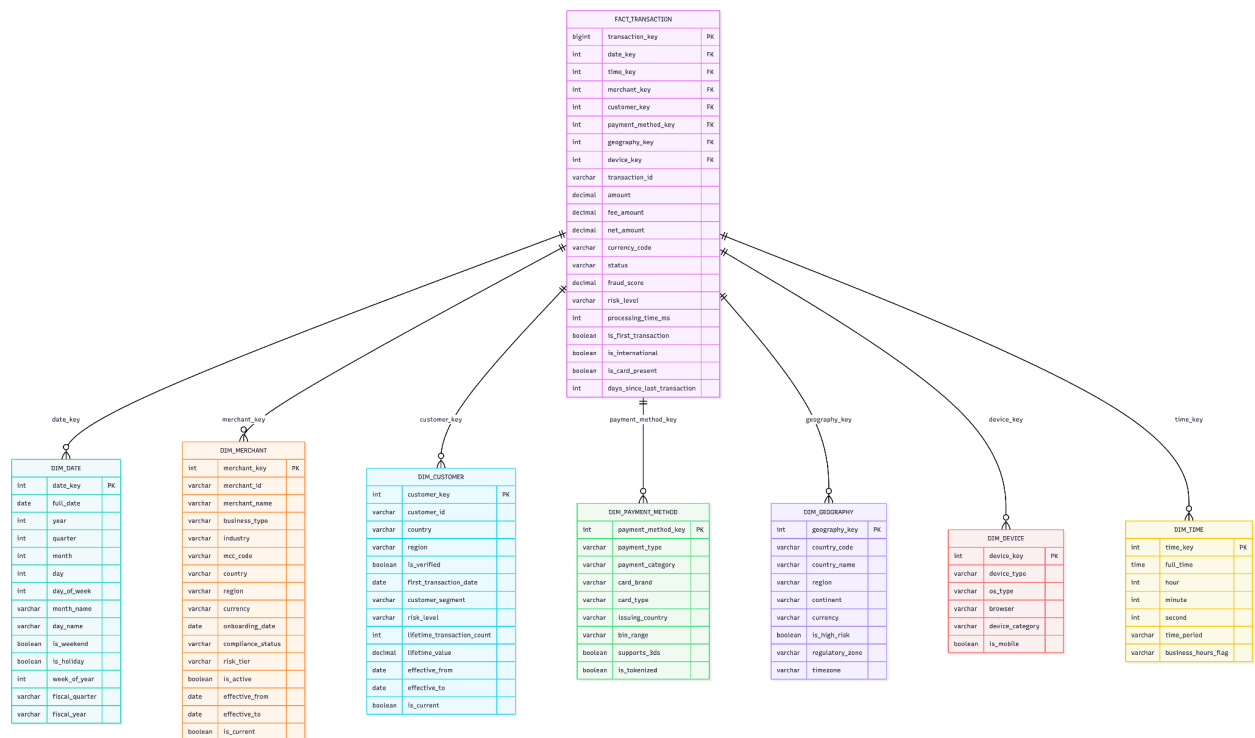 FACT_TRANSACTION
bigint transaction_key PK
int date_key FK
int time_key FK
int merchant_key FK
int customer_key FK
int payment_method_key FK
int geography_key FK
int device_key FK
varchar transaction_id
decimal amount
decimal fee_amount
decimal net_amount
varchar currency_code
varchar status
decimal fraud_score
varchar risk_level
int processing_time_ms
boolean is_first_transaction
boolean is_international
boolean is_card_present
int days_since_last_transaction
date_key
merchant_key
customer_key
payment_method_key
geography_key
device_key
time_key
DIM_DATE
int date_key PK
date full_date
int year
int quarter
int month
int day
int day_of_week
varchar month_name
varchar day_name
boolean is_weekend
boolean is_holiday
int week_of_year
varchar fiscal_quarter
varchar fiscal_year
DIM_MERCHANT
int merchant_key PK
varchar merchant_id
varchar merchant_name
varchar business_type
varchar industry
varchar mcc_code
varchar country
varchar region
varchar currency
date onboarding_date
varchar compliance_status
varchar risk_tier
boolean is_active
date effective_from
date effective_to
boolean is_current
DIM_CUSTOMER
int customer_key PK
varchar customer_id
varchar country
varchar region
boolean is_verified
date first_transaction_date
varchar customer_segment
varchar risk_level
int lifetime_transaction_count
decimal lifetime_value
date effective_from
date effective_to
boolean is_current
DIM_PAYMENT_METHOD
int payment_method_key PK
varchar payment_type
varchar payment_category
varchar card_brand
varchar card_type
varchar issuing_country
varchar bin_range
boolean supports_3ds
boolean is_tokenized
DIM_GEOGRAPHY
int geography_key PK
varchar country_code
varchar country_name
varchar region
varchar continent
varchar currency
boolean is_high_risk
varchar regulatory_zone
varchar timezone
DIM_DEVICE
int device_key PK
varchar device_type
varchar os_type
varchar browser
varchar device_category
boolean is_mobile
DIM_TIME
int time_key PK
time full_time
int hour
int minute
int second
varchar time_period
varchar business_hours_flag